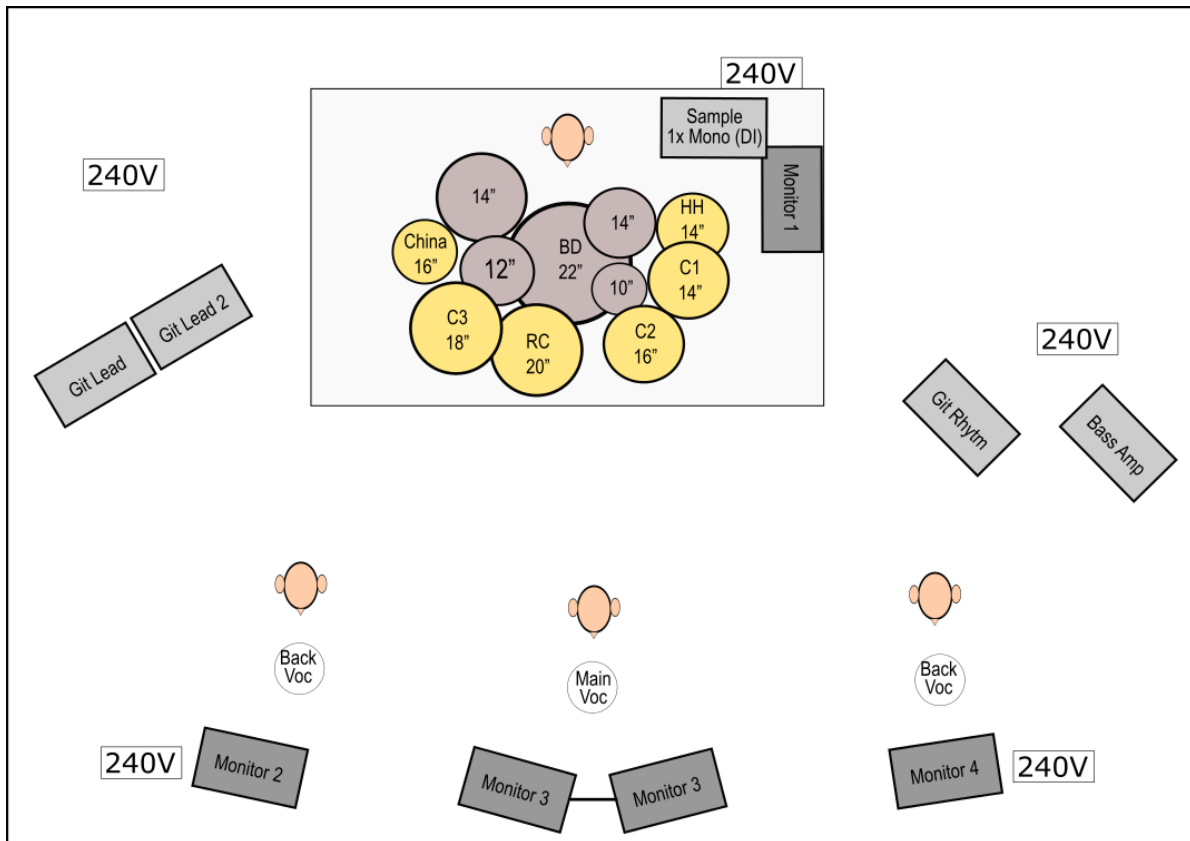 240V
Sample
1x Mono (DI)
Monitor 1
240V
14”
14”
HH
14”
China
16”
BD
22”
12”
10”
C1
14”
C3
18”
RC
20”
C2
16”
Git Lead 2
Git Lead
240V
Git Rhytm
Bass Amp
Back
Voc
Main
Voc
Back
Voc
240V
Monitor 2
Monitor 3
Monitor 3
Monitor 4
240V